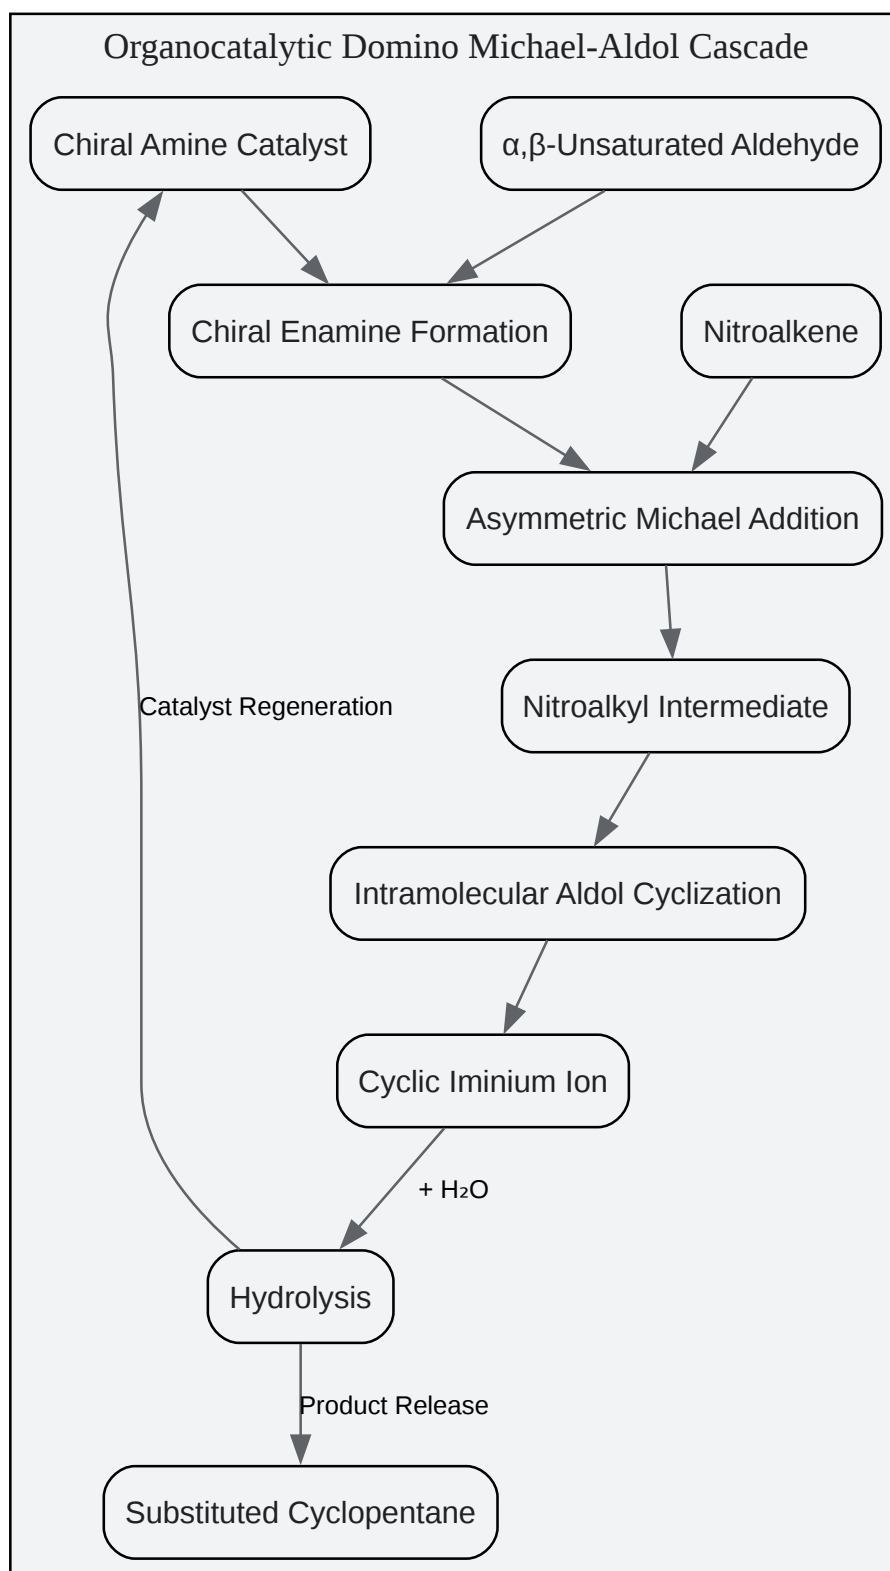 Organocatalytic Domino Michael-Aldol Cascade
Chiral Amine Catalyst
α,β-Unsaturated Aldehyde
Chiral Enamine Formation
Nitroalkene
Asymmetric Michael Addition
Nitroalkyl Intermediate
Catalyst Regeneration
Intramolecular Aldol Cyclization
Cyclic Iminium Ion
+ H₂O
Hydrolysis
Product Release
Substituted Cyclopentane